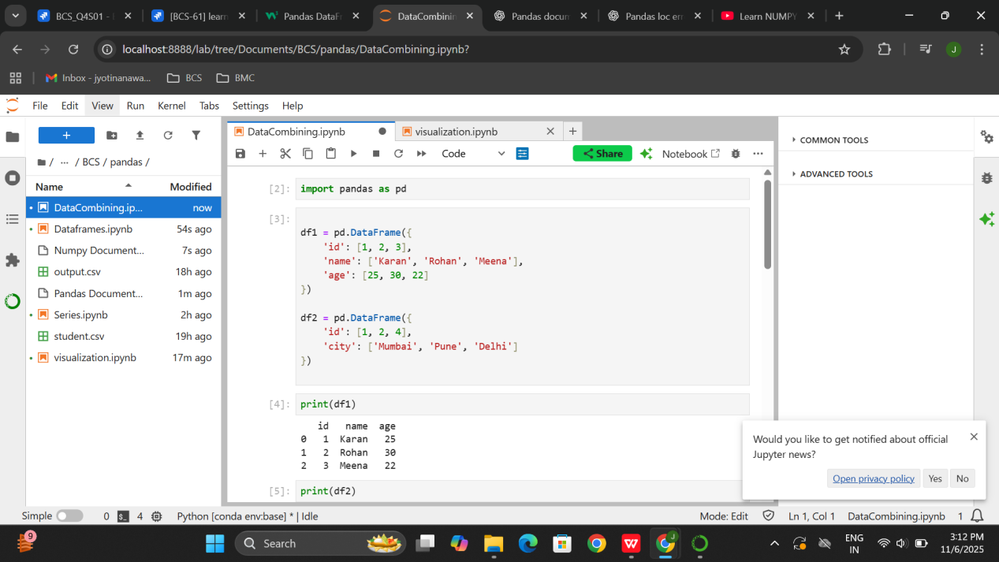 BCS_Q4S01 -
[BCS-61] learn
Pandas DataFr
DataCombinin
Pandas docum
Pandas loc err
Learn NUMPY
localhost:8888/lab/tree/Documents/BCS/pandas/DataCombining.ipynb?
J
Inbox - jyotinanawa...
BCS
BMC
File Edit View Run Kernel Tabs Settings Help
DataCombining.ipynb
visualization.ipynb
Code
Share
Notebook
/ ... / BCS / pandas /
Name Modified
DataCombining.ip... now
Dataframes.ipynb 54s ago
Numpy Document... 7s ago
output.csv 18h ago
Pandas Document... 1m ago
Series.ipynb 2h ago
student.csv 19h ago
visualization.ipynb 17m ago
[2]: import pandas as pd
[3]:
df1 = pd.DataFrame({
'id': [1, 2, 3],
'name': ['Karan', 'Rohan', 'Meena'],
'age': [25, 30, 22]
})
df2 = pd.DataFrame({
'id': [1, 2, 4],
'city': ['Mumbai', 'Pune', 'Delhi']
})
[4]: print(df1)
id name age
0 1 Karan 25
1 2 Rohan 30
2 3 Meena 22
[5]: print(df2)
COMMON TOOLS
ADVANCED TOOLS
Would you like to get notified about official
Jupyter news?
Open privacy policy Yes No
Simple 0 4 Python [conda env:base] * | Idle
Mode: Edit Ln 1, Col 1 DataCombining.ipynb 1
9
Search
ENG
IN
3:12 PM
11/6/2025